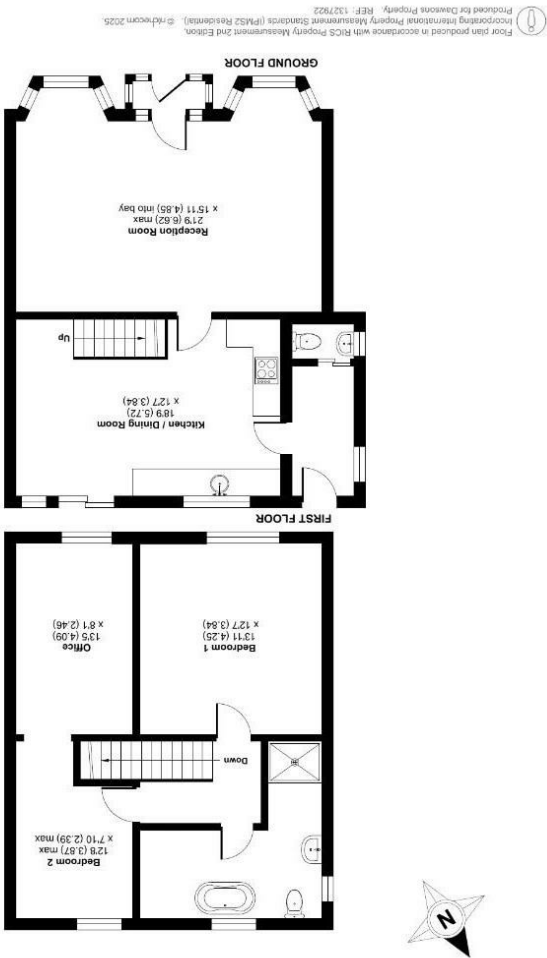 FIRST FLOOR
Bedroom 2
12'8 (3.87) max
x 7'10 (2.39) max
Down
Bedroom 1
13'11 (4.25)
x 12'7 (3.84)
Office
13'5 (4.09)
x 8'1 (2.46)
N
GROUND FLOOR
Kitchen / Dining Room
18'9 (5.72)
x 12'7 (3.84)
Up
Reception Room
21'9 (6.62) max
x 15'11 (4.85) into bay
Floor plan produced in accordance with RICS Property Measurement 2nd Edition.
Incorporating International Property Measurement Standards (IPMS2 Residential). © nichecom 2025.
Produced for Dawsons Property. REF: 1327922